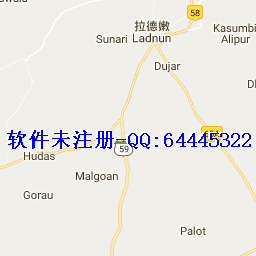 58
拉德嫩
Ladnun
Kasumbi
Alipur
Sunari
Dujar
软件未注册-QQ:64445322
59
Hudas
Malgoan
Gorau
Palot